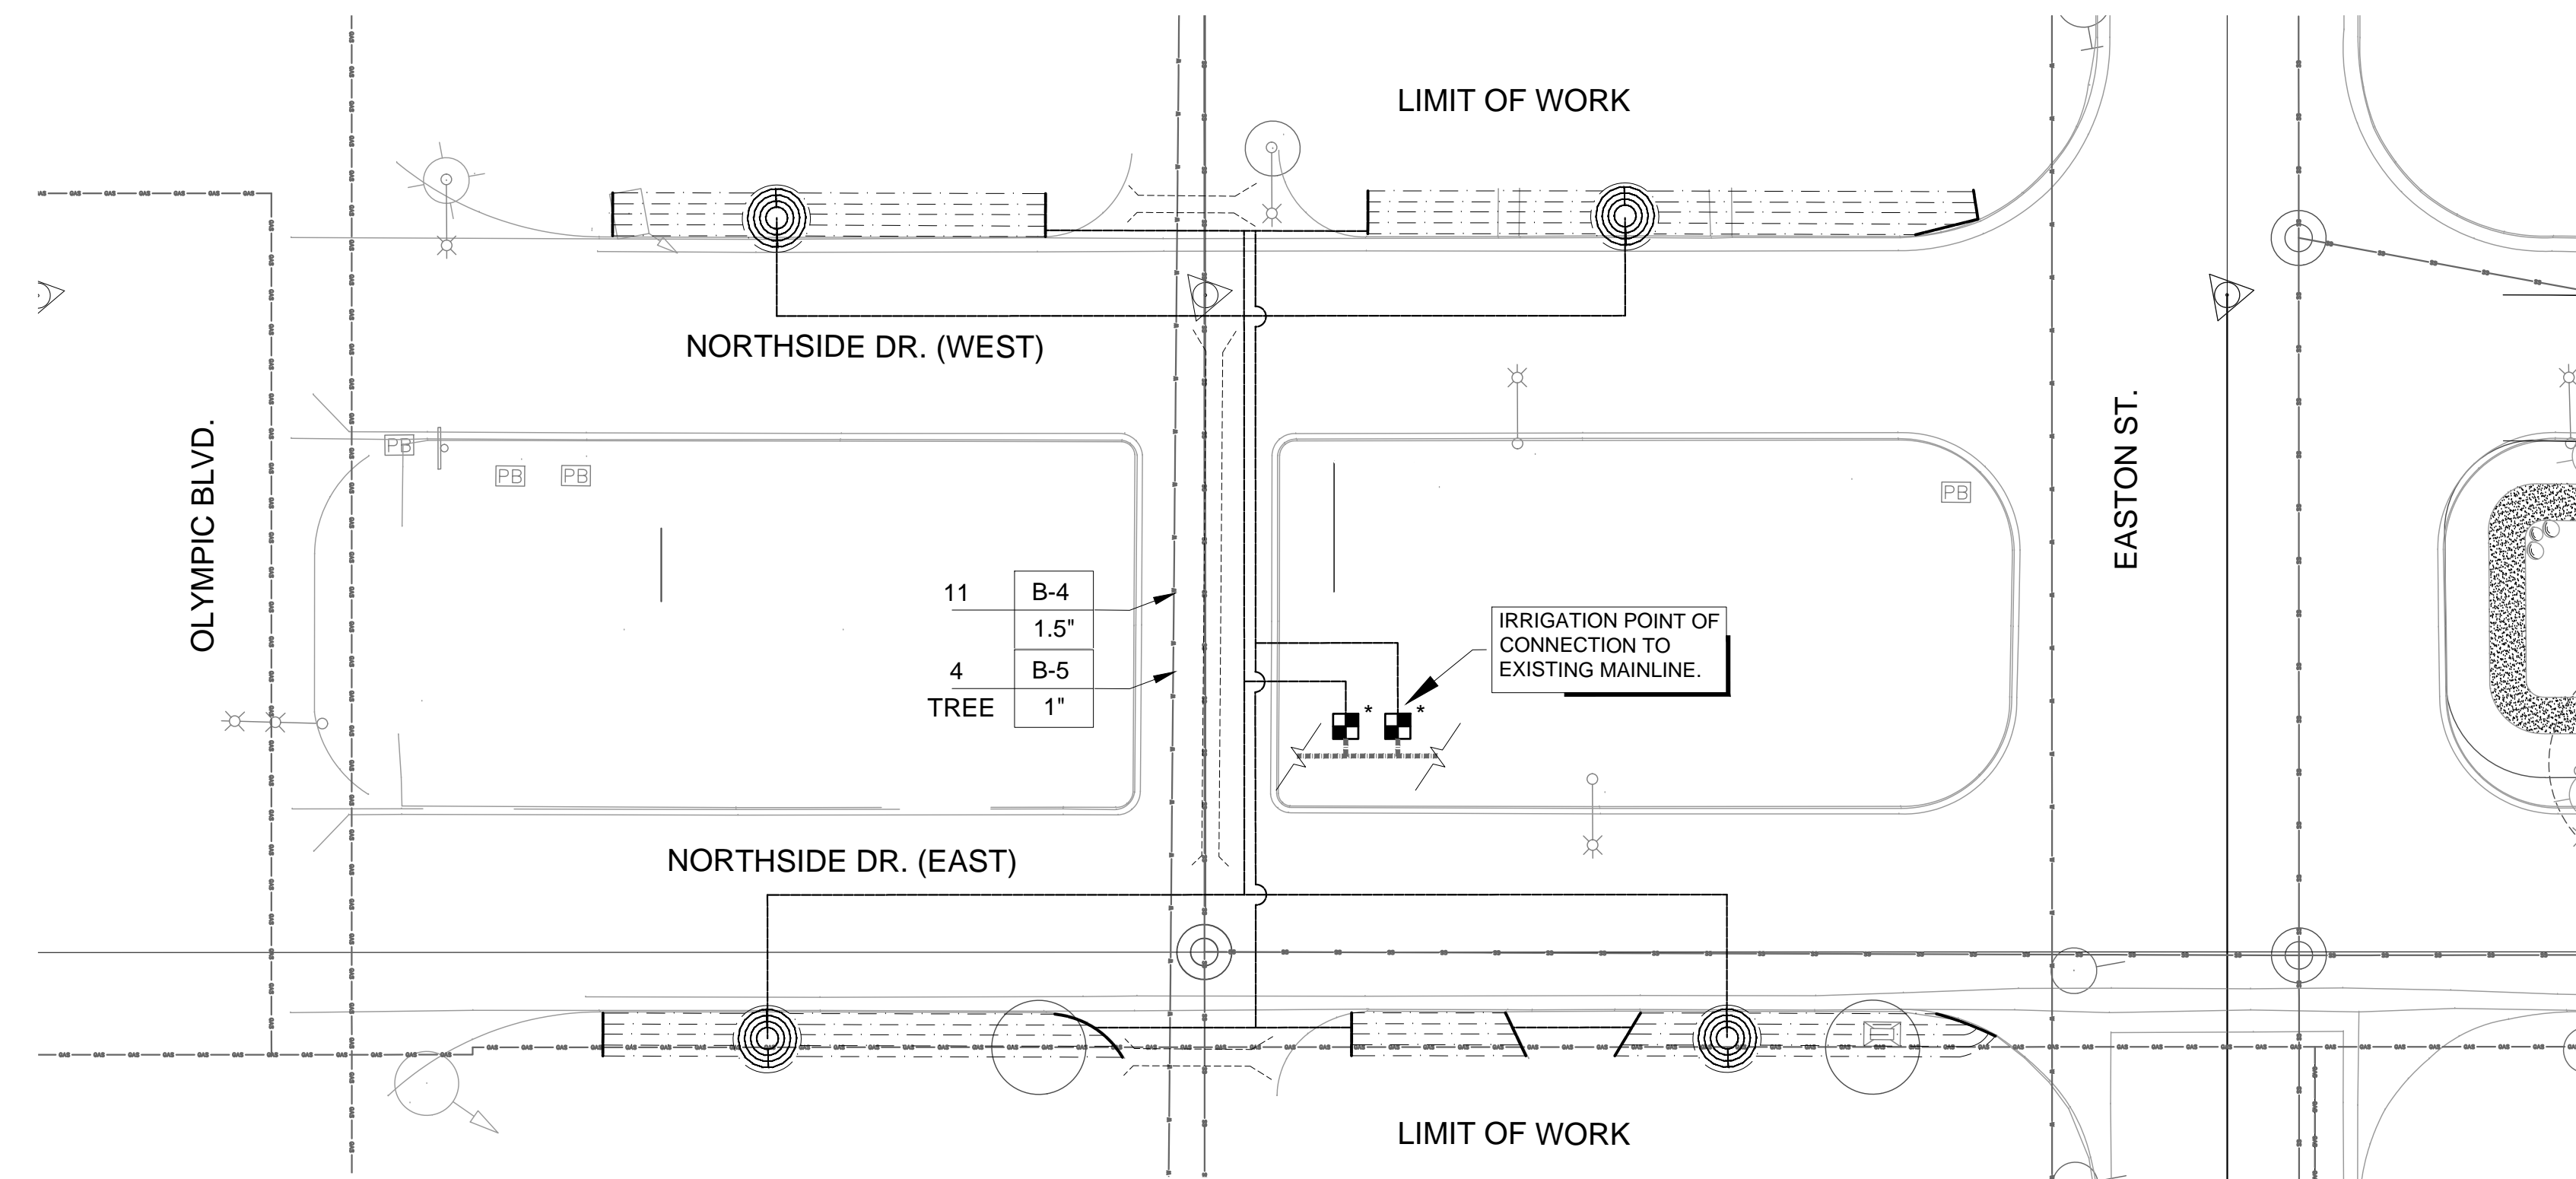 LIMIT OF WORK
NORTHSIDE DR. (WEST)
OLYMPIC BLVD.
EASTON ST.
PB
PB
PB
PB
11
B-4
1.5"
4
B-5
TREE
1"
IRRIGATION POINT OF
CONNECTION TO
EXISTING MAINLINE.
*
*
NORTHSIDE DR. (EAST)
LIMIT OF WORK